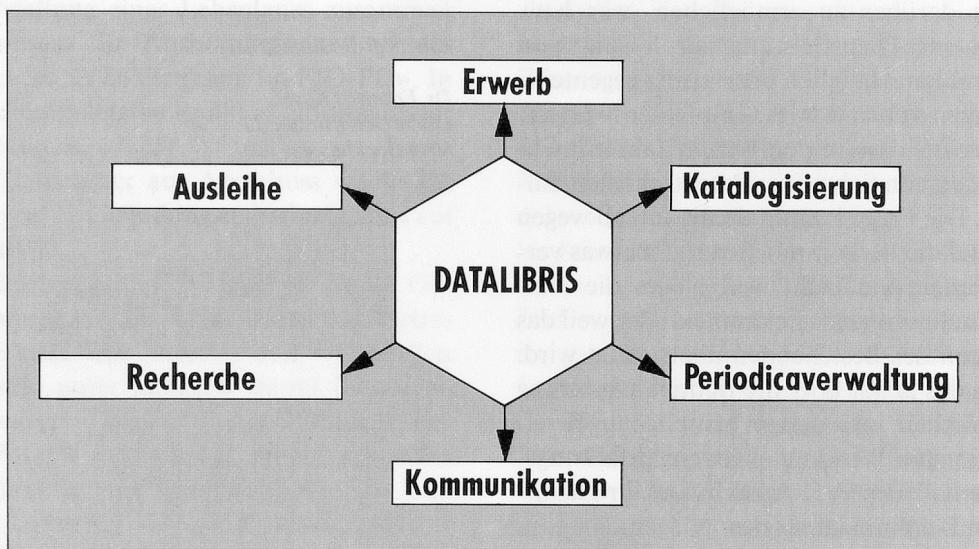 Erwerb
Ausleihe
Katalogisierung
DATALIBRIS
Recherche
Periodicaverwaltung
Kommunikation